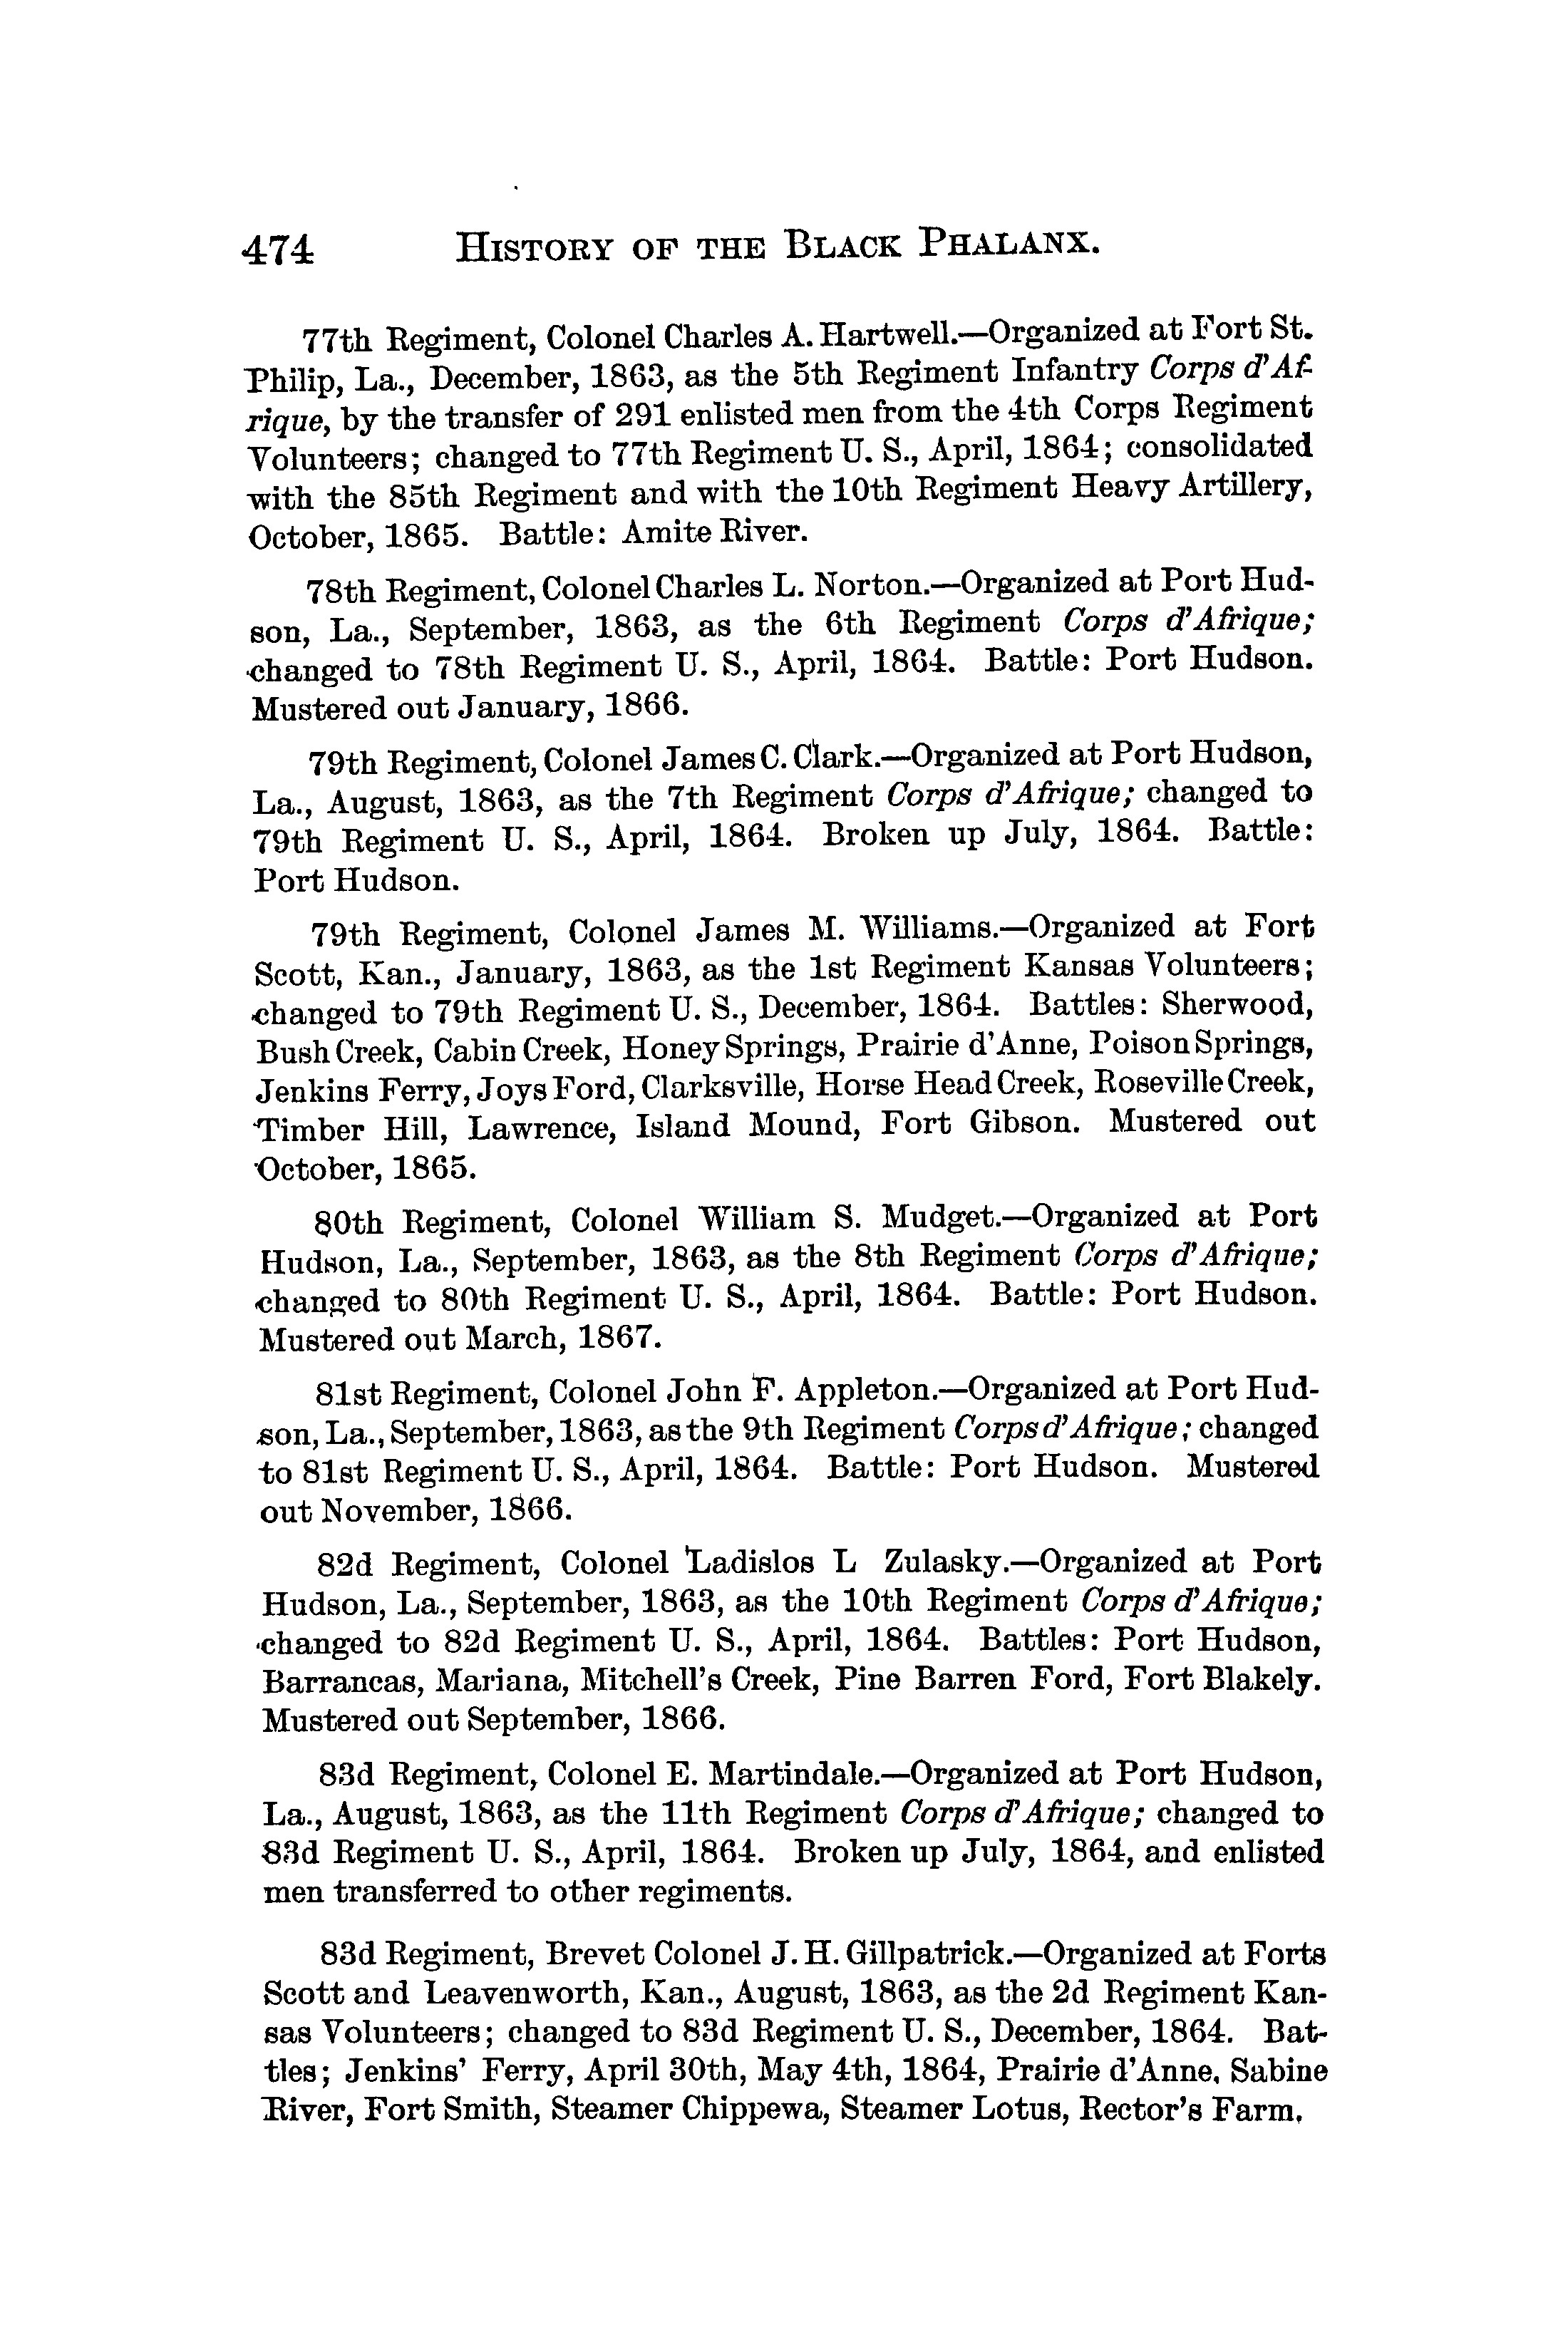 474 HISTORY OF THE BLACK PHALANX.
77th Regiment, Colonel Charles A. Hartwell.—Organized at Fort St.
Philip, La., December, 1863, as the 5th Regiment Infantry Corps d'Af-
rique, by the transfer of 291 enlisted men from the 4th Corps Regiment
Volunteers; changed to 77th Regiment U. S., April, 1864; consolidated
with the 85th Regiment and with the 10th Regiment Heavy Artillery,
October, 1865. Battle: Amite River.
78th Regiment, Colonel Charles L. Norton.—Organized at Port Hud-
son, La., September, 1863, as the 6th Regiment Corps d'Afrique;
changed to 78th Regiment U. S., April, 1864. Battle: Port Hudson.
Mustered out January, 1866.
79th Regiment, Colonel James C. Clark.—Organized at Port Hudson,
La., August, 1863, as the 7th Regiment Corps d'Afrique; changed to
79th Regiment U. S., April, 1864. Broken up July, 1864. Battle:
Port Hudson.
79th Regiment, Colonel James M. Williams.—Organized at Fort
Scott, Kan., January, 1863, as the 1st Regiment Kansas Volunteers;
changed to 79th Regiment U. S., December, 1864. Battles: Sherwood,
Bush Creek, Cabin Creek, Honey Springs, Prairie d'Anne, Poison Springs,
Jenkins Ferry, Joys Ford, Clarksville, Horse Head Creek, Roseville Creek,
Timber Hill, Lawrence, Island Mound, Fort Gibson. Mustered out
October, 1865.
80th Regiment, Colonel William S. Mudget.—Organized at Port
Hudson, La., September, 1863, as the 8th Regiment Corps d'Afrique;
changed to 80th Regiment U. S., April, 1864. Battle: Port Hudson.
Mustered out March, 1867.
81st Regiment, Colonel John F. Appleton.—Organized at Port Hud-
son, La., September, 1863, as the 9th Regiment Corps d'Afrique; changed
to 81st Regiment U. S., April, 1864. Battle: Port Hudson. Mustered
out November, 1866.
82d Regiment, Colonel Ladislos L Zulasky.—Organized at Port
Hudson, La., September, 1863, as the 10th Regiment Corps d'Afrique;
changed to 82d Regiment U. S., April, 1864. Battles: Port Hudson,
Barrancas, Mariana, Mitchell's Creek, Pine Barren Ford, Fort Blakely.
Mustered out September, 1866.
83d Regiment, Colonel E. Martindale.—Organized at Port Hudson,
La., August, 1863, as the 11th Regiment Corps d'Afrique; changed to
83d Regiment U. S., April, 1864. Broken up July, 1864, and enlisted
men transferred to other regiments.
83d Regiment, Brevet Colonel J. H. Gillpatrick.—Organized at Forts
Scott and Leavenworth, Kan., August, 1863, as the 2d Regiment Kan-
sas Volunteers; changed to 83d Regiment U. S., December, 1864. Bat-
tles; Jenkins' Ferry, April 30th, May 4th, 1864, Prairie d'Anne, Sabine
River, Fort Smith, Steamer Chippewa, Steamer Lotus, Rector's Farm.